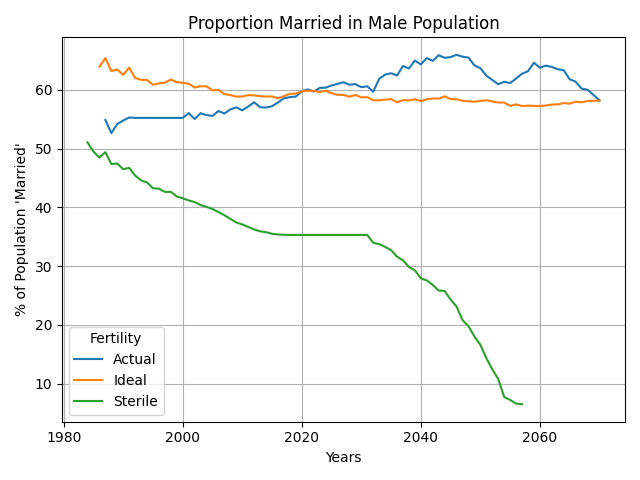 Proportion Married in Male Population
% of Population 'Married'
60
50
40
30
20
10
Fertility
Actual
Ideal
Sterile
1980 2000 2020 2040 2060
Years